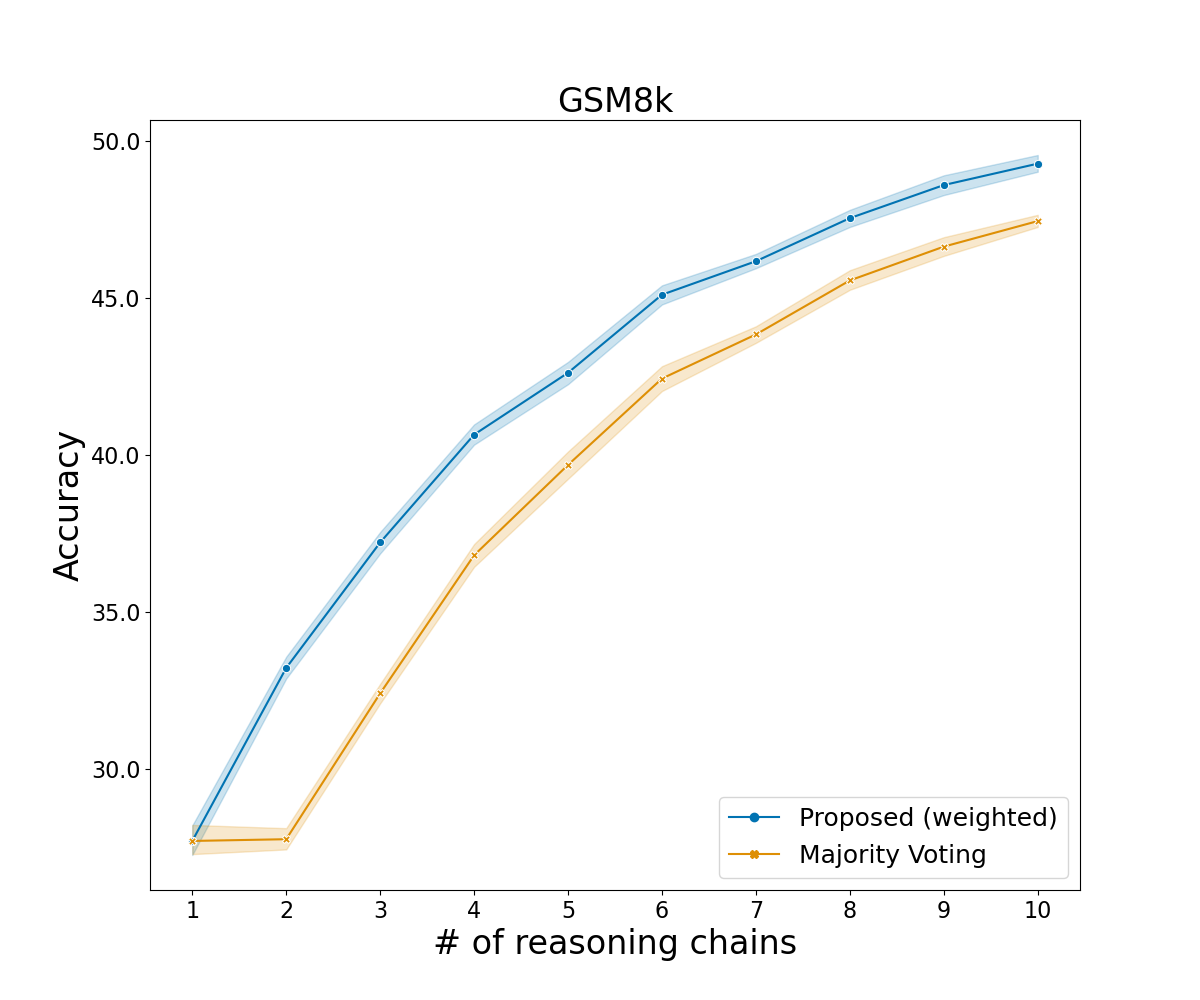 GSM8k
50.0
45.0
40.0
35.0
30.0
Accuracy
1 2 3 4 5 6 7 8 9 10
# of reasoning chains
Proposed (weighted)
Majority Voting